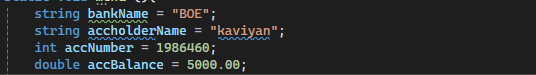 string bankName = "BOE";
string accholderName = "kaviyan";
int accNumber = 1986460;
double accBalance = 5000.00;